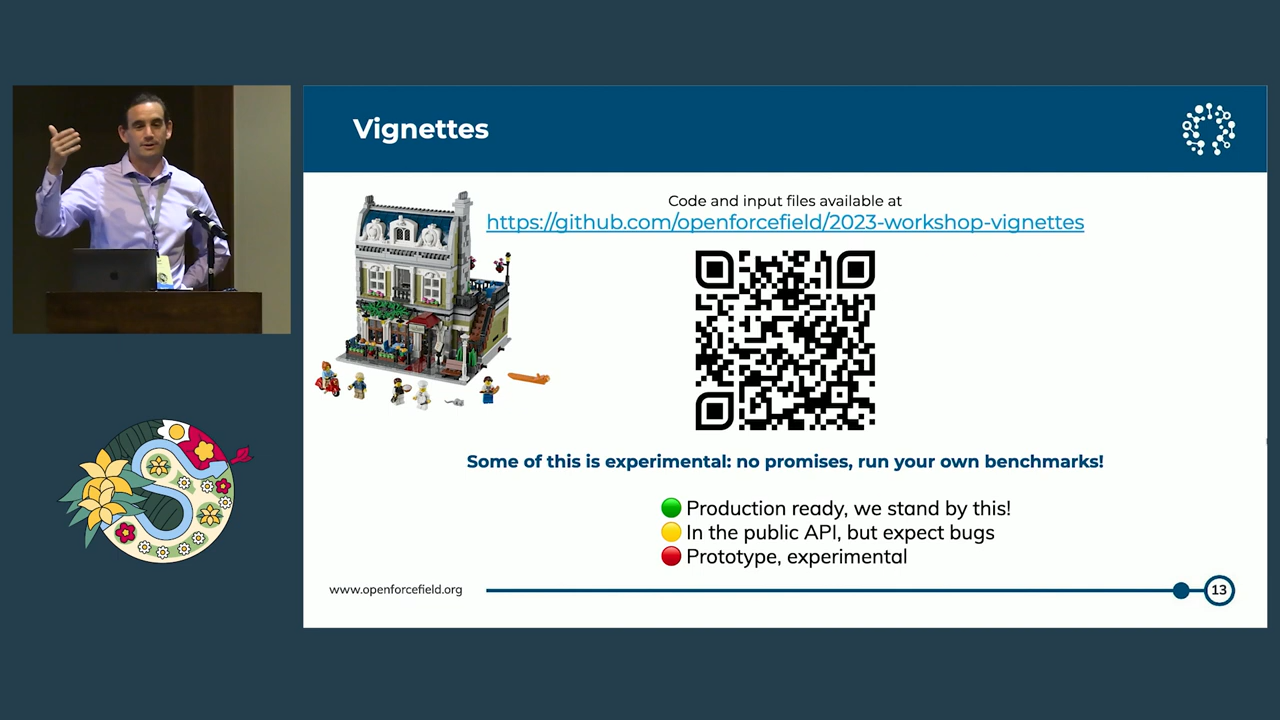 Vignettes
Code and input files available at
https://github.com/openforcefield/2023-workshop-vignettes
Some of this is experimental: no promises, run your own benchmarks!
Production ready, we stand by this!
In the public API, but expect bugs
Prototype, experimental
www.openforcefield.org
13